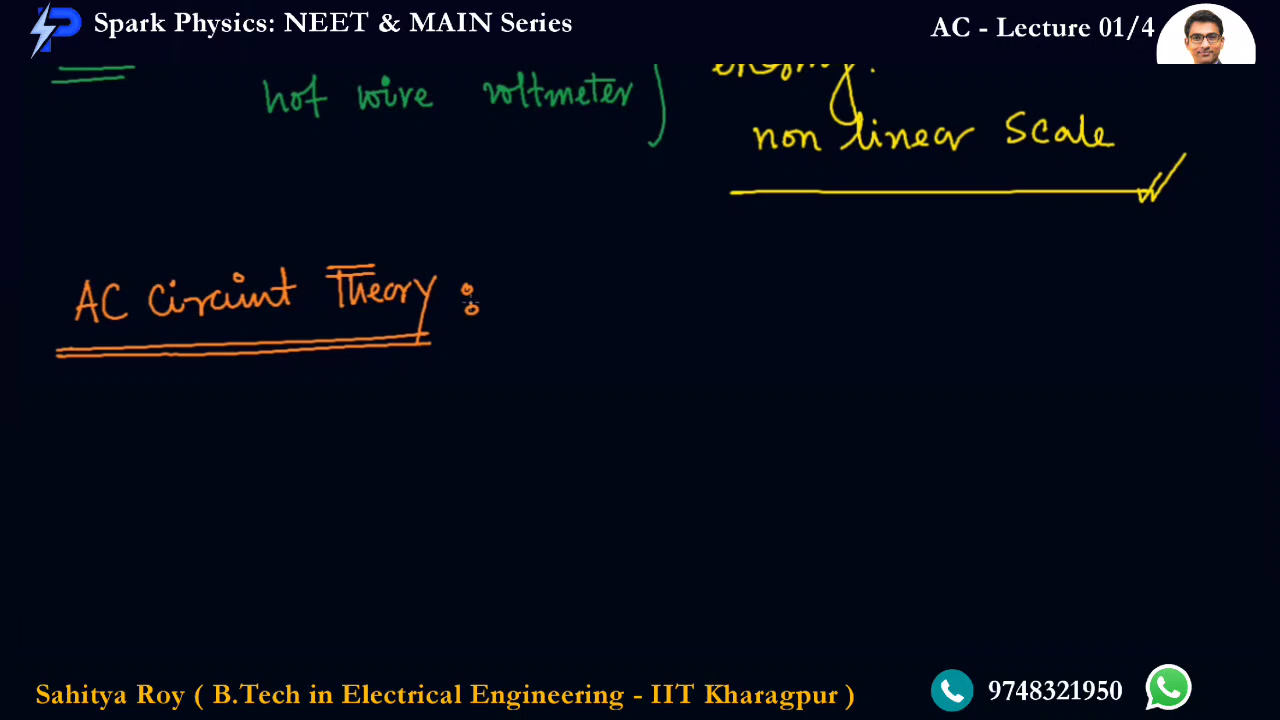 Spark Physics: NEET & MAIN Series
AC - Lecture 01/4
hot wire voltmeter )
non linear Scale
AC Circuint Theory :
Sahitya Roy ( B.Tech in Electrical Engineering - IIT Kharagpur )
9748321950